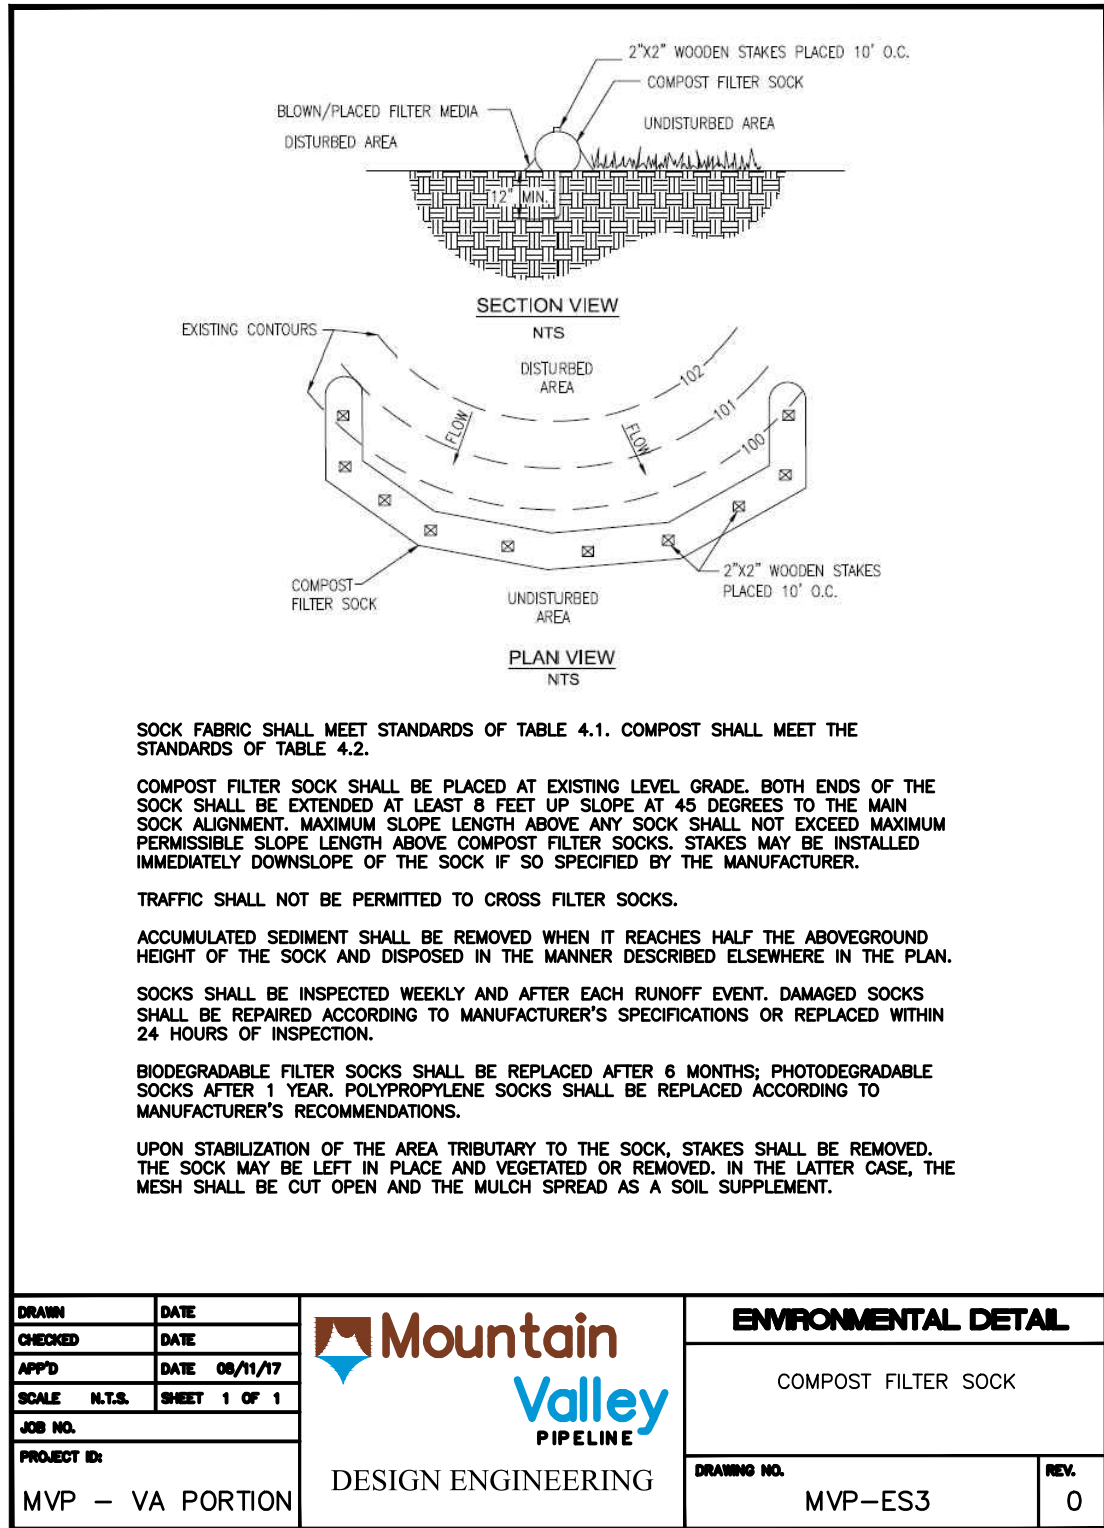 2"X2" WOODEN STAKES PLACED 10' O.C.
COMPOST FILTER SOCK
BLOWN/PLACED FILTER MEDIA
UNDISTURBED AREA
DISTURBED AREA
12" MIN.
SECTION VIEW
NTS
EXISTING CONTOURS
DISTURBED
AREA
102
101
100
FLOW
FLOW
COMPOST
FILTER SOCK
UNDISTURBED
AREA
2"X2" WOODEN STAKES
PLACED 10' O.C.
PLAN VIEW
NTS
SOCK FABRIC SHALL MEET STANDARDS OF TABLE 4.1. COMPOST SHALL MEET THE
STANDARDS OF TABLE 4.2.
COMPOST FILTER SOCK SHALL BE PLACED AT EXISTING LEVEL GRADE. BOTH ENDS OF THE
SOCK SHALL BE EXTENDED AT LEAST 8 FEET UP SLOPE AT 45 DEGREES TO THE MAIN
SOCK ALIGNMENT. MAXIMUM SLOPE LENGTH ABOVE ANY SOCK SHALL NOT EXCEED MAXIMUM
PERMISSIBLE SLOPE LENGTH ABOVE COMPOST FILTER SOCKS. STAKES MAY BE INSTALLED
IMMEDIATELY DOWNSLOPE OF THE SOCK IF SO SPECIFIED BY THE MANUFACTURER.
TRAFFIC SHALL NOT BE PERMITTED TO CROSS FILTER SOCKS.
ACCUMULATED SEDIMENT SHALL BE REMOVED WHEN IT REACHES HALF THE ABOVEGROUND
HEIGHT OF THE SOCK AND DISPOSED IN THE MANNER DESCRIBED ELSEWHERE IN THE PLAN.
SOCKS SHALL BE INSPECTED WEEKLY AND AFTER EACH RUNOFF EVENT. DAMAGED SOCKS
SHALL BE REPAIRED ACCORDING TO MANUFACTURER'S SPECIFICATIONS OR REPLACED WITHIN
24 HOURS OF INSPECTION.
BIODEGRADABLE FILTER SOCKS SHALL BE REPLACED AFTER 6 MONTHS; PHOTODEGRADABLE
SOCKS AFTER 1 YEAR. POLYPROPYLENE SOCKS SHALL BE REPLACED ACCORDING TO
MANUFACTURER'S RECOMMENDATIONS.
UPON STABILIZATION OF THE AREA TRIBUTARY TO THE SOCK, STAKES SHALL BE REMOVED.
THE SOCK MAY BE LEFT IN PLACE AND VEGETATED OR REMOVED. IN THE LATTER CASE, THE
MESH SHALL BE CUT OPEN AND THE MULCH SPREAD AS A SOIL SUPPLEMENT.
DRAWN DATE
CHECKED DATE
APP'D DATE 08/11/17
SCALE N.T.S. SHEET 1 OF 1
JOB NO.
PROJECT ID:
MVP - VA PORTION
Mountain
Valley
PIPELINE
DESIGN ENGINEERING
ENVIRONMENTAL DETAIL
COMPOST FILTER SOCK
DRAWING NO.
MVP-ES3
REV.
0